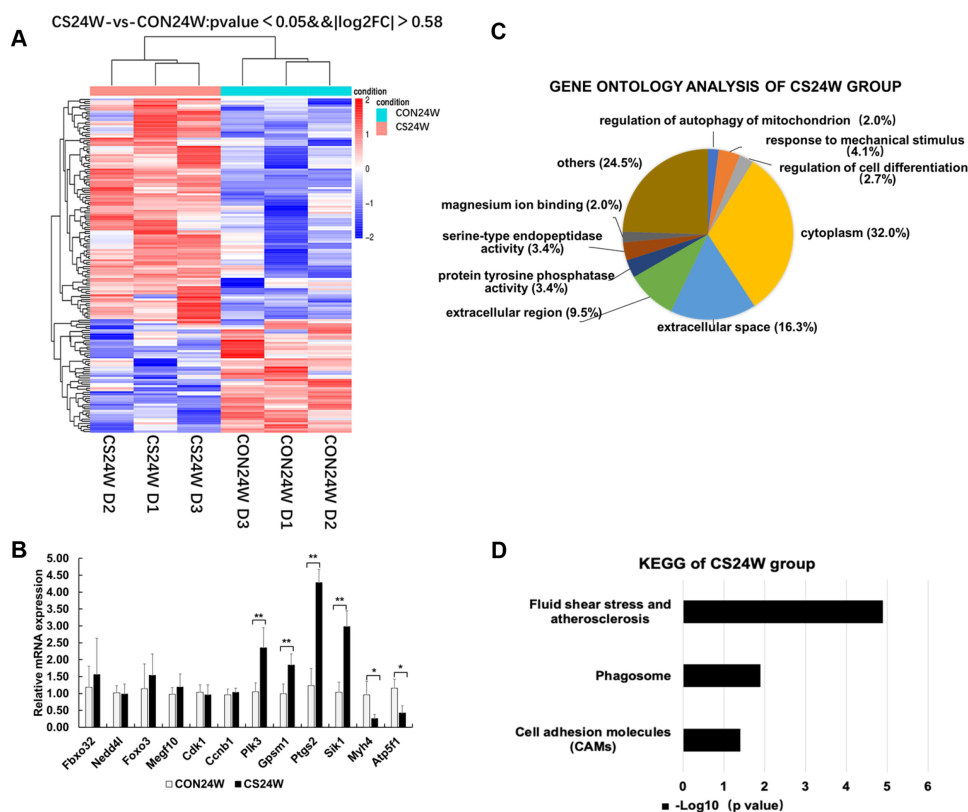 CS24W-vs-CON24W:pvalue＜0.05&&|log2FC|＞0.58
A
condition
condition
CON24W
CS24W
2
1
0
−1
−2
CS24W D2
CS24W D1
CS24W D3
CON24W D3
CON24W D1
CON24W D2
B
Relative mRNA expression
5.00
4.50
4.00
3.50
3.00
2.50
2.00
1.50
1.00
0.50
0.00
**
**
**
**
*
*
Fbxo32
Nedd4l
Foxo3
Megf10
Cdk1
Ccnb1
Plk3
Gpsm1
Ptgs2
Sik1
Myh4
Atp5f1
CON24W
CS24W
C
GENE ONTOLOGY ANALYSIS OF CS24W GROUP
regulation of autophagy of mitochondrion (2.0%)
response to mechanical stimulus
(4.1%)
regulation of cell differentiation
(2.7%)
others (24.5%)
magnesium ion binding (2.0%)
cytoplasm (32.0%)
serine-type endopeptidase
activity (3.4%)
protein tyrosine phosphatase
activity (3.4%)
extracellular region (9.5%)
extracellular space (16.3%)
D
KEGG of CS24W group
Fluid shear stress and
atherosclerosis
Phagosome
Cell adhesion molecules
(CAMs)
0 1 2 3 4 5 6
-Log10 (p value)